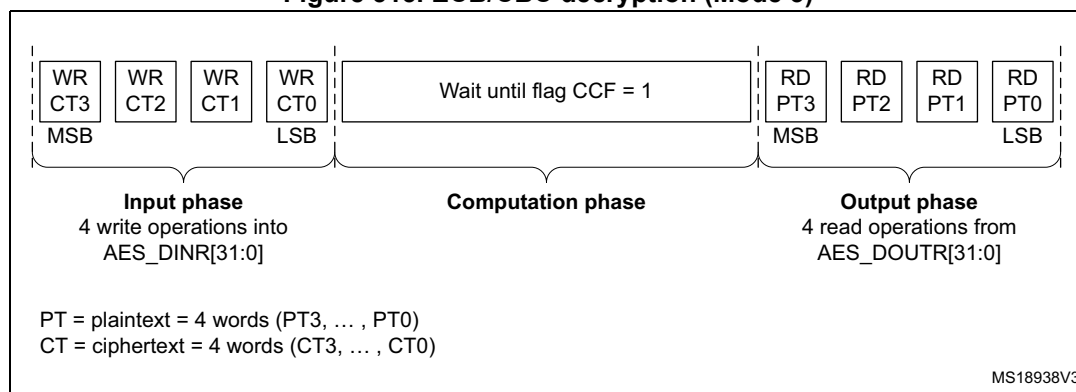 WR CT3 WR CT2 WR CT1 WR CT0 Wait until flag CCF = 1 RD PT3 RD PT2 RD PT1 RD PT0
MSB LSB MSB LSB
Input phase Computation phase Output phase
4 write operations into 4 read operations from
AES_DINR[31:0] AES_DOUTR[31:0]
PT = plaintext = 4 words (PT3, … , PT0)
CT = ciphertext = 4 words (CT3, … , CT0)
MS18938V3